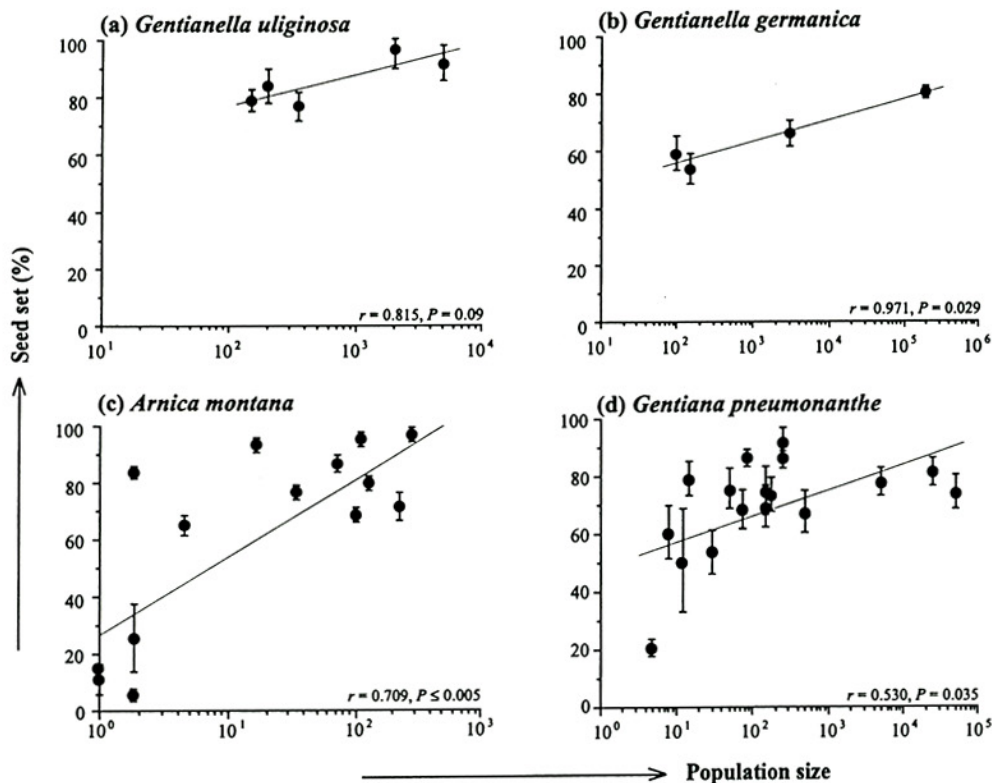 (a) Gentianella uliginosa
100
80
60
40
20
0
10¹ 10² 10³ 10⁴
r = 0.815, P = 0.09
(b) Gentianella germanica
100
80
60
40
20
0
10¹ 10² 10³ 10⁴ 10⁵ 10⁶
r = 0.971, P = 0.029
Seed set (%)
(c) Arnica montana
100
80
60
40
20
0
10⁰ 10¹ 10² 10³
r = 0.709, P ≤ 0.005
(d) Gentiana pneumonanthe
100
80
60
40
20
0
10⁰ 10¹ 10² 10³ 10⁴ 10⁵
r = 0.530, P = 0.035
Population size